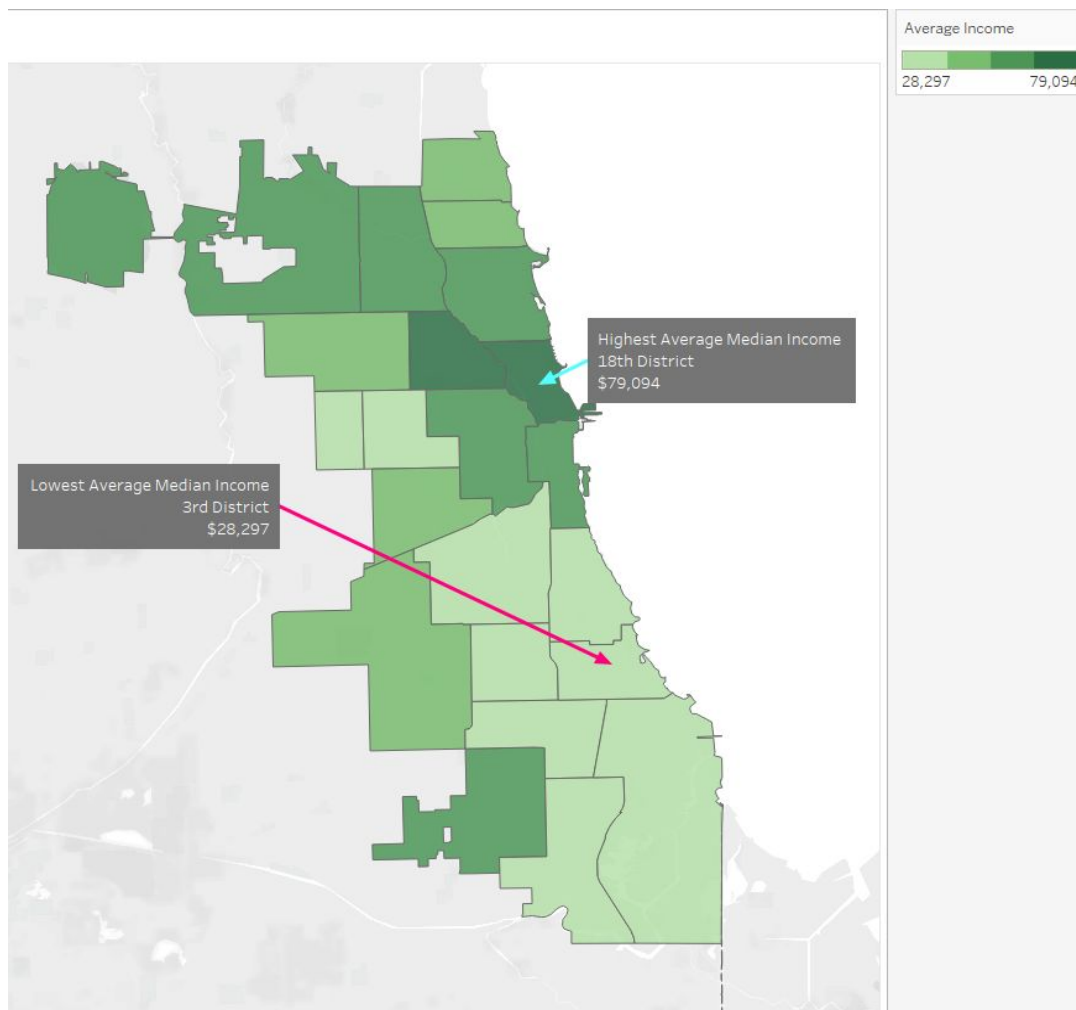 Average Income
28,297 79,094
Highest Average Median Income
18th District
$79,094
Lowest Average Median Income
3rd District
$28,297